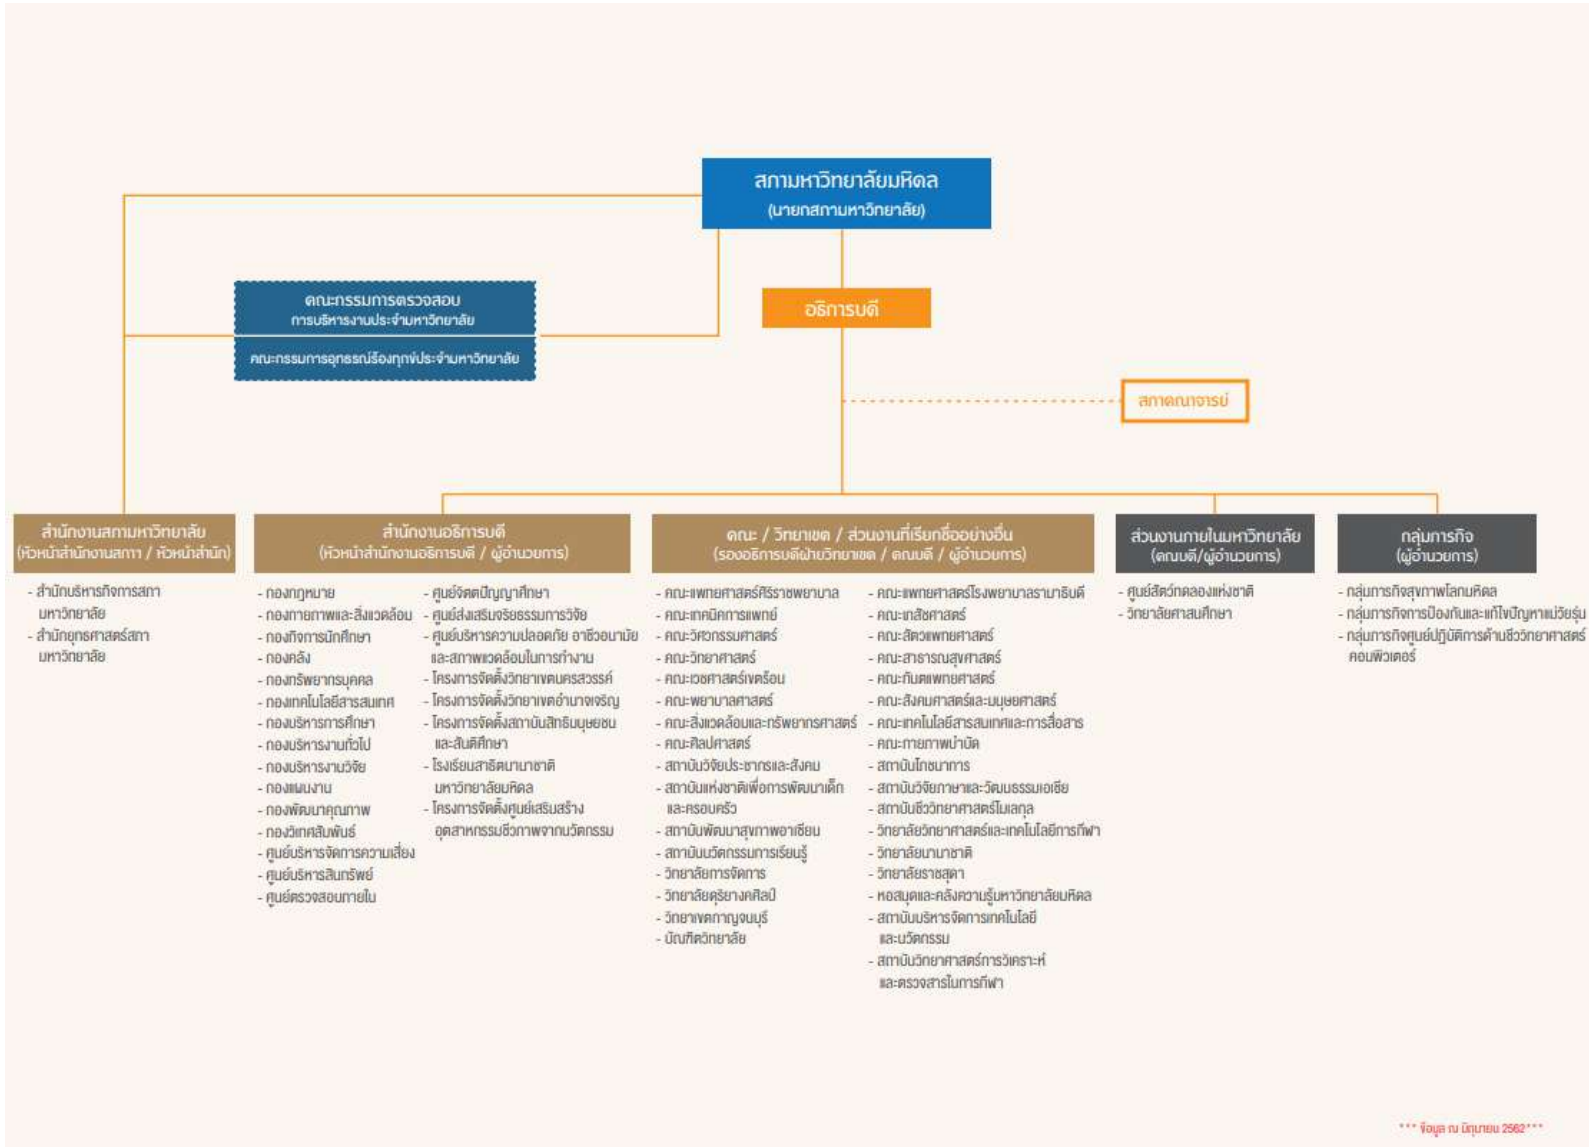 สภามหาวิทยาลัยมหิดล
(นายกสภามหาวิทยาลัย)
คณะกรรมการตรวจสอบ
การบริหารงานประจำมหาวิทยาลัย
คณะกรรมการอุทธรณ์ร้องทุกข์ประจำมหาวิทยาลัย
อธิการบดี
สภาคณาจารย์
สำนักงานสภามหาวิทยาลัย
(หัวหน้าสำนักงานสภา / หัวหน้าสำนัก)
- สำนักบริหารกิจการสภา
มหาวิทยาลัย
- สำนักยุทธศาสตร์สภา
มหาวิทยาลัย
สำนักงานอธิการบดี
(หัวหน้าสำนักงานอธิการบดี / ผู้อำนวยการ)
- กองกฎหมาย
- กองกายภาพและสิ่งแวดล้อม
- กองกิจการนักศึกษา
- กองคลัง
- กองทรัพยากรบุคคล
- กองเทคโนโลยีสารสนเทศ
- กองบริหารการศึกษา
- กองบริหารงานทั่วไป
- กองบริหารงานวิจัย
- กองแผนงาน
- กองพัฒนาคุณภาพ
- กองวิเทศสัมพันธ์
- ศูนย์บริหารจัดการความเสี่ยง
- ศูนย์บริหารสินทรัพย์
- ศูนย์ตรวจสอบภายใน
- ศูนย์จิตตปัญญาศึกษา
- ศูนย์ส่งเสริมจริยธรรมการวิจัย
- ศูนย์บริหารความปลอดภัย อาชีวอนามัย
และสภาพแวดล้อมในการทำงาน
- โครงการจัดตั้งวิทยาเขตนครสวรรค์
- โครงการจัดตั้งวิทยาเขตอำนาจเจริญ
- โครงการจัดตั้งสถาบันสิทธิมนุษยชน
และสันติศึกษา
- โรงเรียนสาธิตนานาชาติ
มหาวิทยาลัยมหิดล
- โครงการจัดตั้งศูนย์เสริมสร้าง
อุตสาหกรรมชีวภาพจากนวัตกรรม
คณะ / วิทยาเขต / ส่วนงานที่เรียกชื่ออย่างอื่น
(รองอธิการบดีฝ่ายวิทยาเขต / คณบดี / ผู้อำนวยการ)
- คณะแพทยศาสตร์ศิริราชพยาบาล
- คณะเทคนิคการแพทย์
- คณะวิศวกรรมศาสตร์
- คณะวิทยาศาสตร์
- คณะเวชศาสตร์เขตร้อน
- คณะพยาบาลศาสตร์
- คณะสิ่งแวดล้อมและทรัพยากรศาสตร์
- คณะศิลปศาสตร์
- สถาบันวิจัยประชากรและสังคม
- สถาบันแห่งชาติเพื่อการพัฒนาเด็ก
และครอบครัว
- สถาบันพัฒนาสุขภาพอาเซียน
- สถาบันนวัตกรรมการเรียนรู้
- วิทยาลัยการจัดการ
- วิทยาลัยดุริยางคศิลป์
- วิทยาเขตกาญจนบุรี
- บัณฑิตวิทยาลัย
- คณะแพทยศาสตร์โรงพยาบาลรามาธิบดี
- คณะเภสัชศาสตร์
- คณะสัตวแพทยศาสตร์
- คณะสาธารณสุขศาสตร์
- คณะทันตแพทยศาสตร์
- คณะสังคมศาสตร์และมนุษยศาสตร์
- คณะเทคโนโลยีสารสนเทศและการสื่อสาร
- คณะกายภาพบำบัด
- สถาบันโภชนาการ
- สถาบันวิจัยภาษาและวัฒนธรรมเอเชีย
- สถาบันชีววิทยาศาสตร์โมเลกุล
- วิทยาลัยวิทยาศาสตร์และเทคโนโลยีการกีฬา
- วิทยาลัยนานาชาติ
- วิทยาลัยราชสุดา
- หอสมุดและคลังความรู้มหาวิทยาลัยมหิดล
- สถาบันบริหารจัดการเทคโนโลยี
และนวัตกรรม
- สถาบันวิทยาศาสตร์การวิเคราะห์
และตรวจสารในการกีฬา
ส่วนงานภายในมหาวิทยาลัย
(คณบดี/ผู้อำนวยการ)
- ศูนย์สัตว์ทดลองแห่งชาติ
- วิทยาลัยศาสนศึกษา
กลุ่มภารกิจ
(ผู้อำนวยการ)
- กลุ่มภารกิจสุขภาพโลกมหิดล
- กลุ่มภารกิจการป้องกันและแก้ไขปัญหาแม่วัยรุ่น
- กลุ่มภารกิจศูนย์ปฏิบัติการด้านชีววิทยาศาสตร์
คอมพิวเตอร์
*** ข้อมูล ณ มิถุนายน 2562***